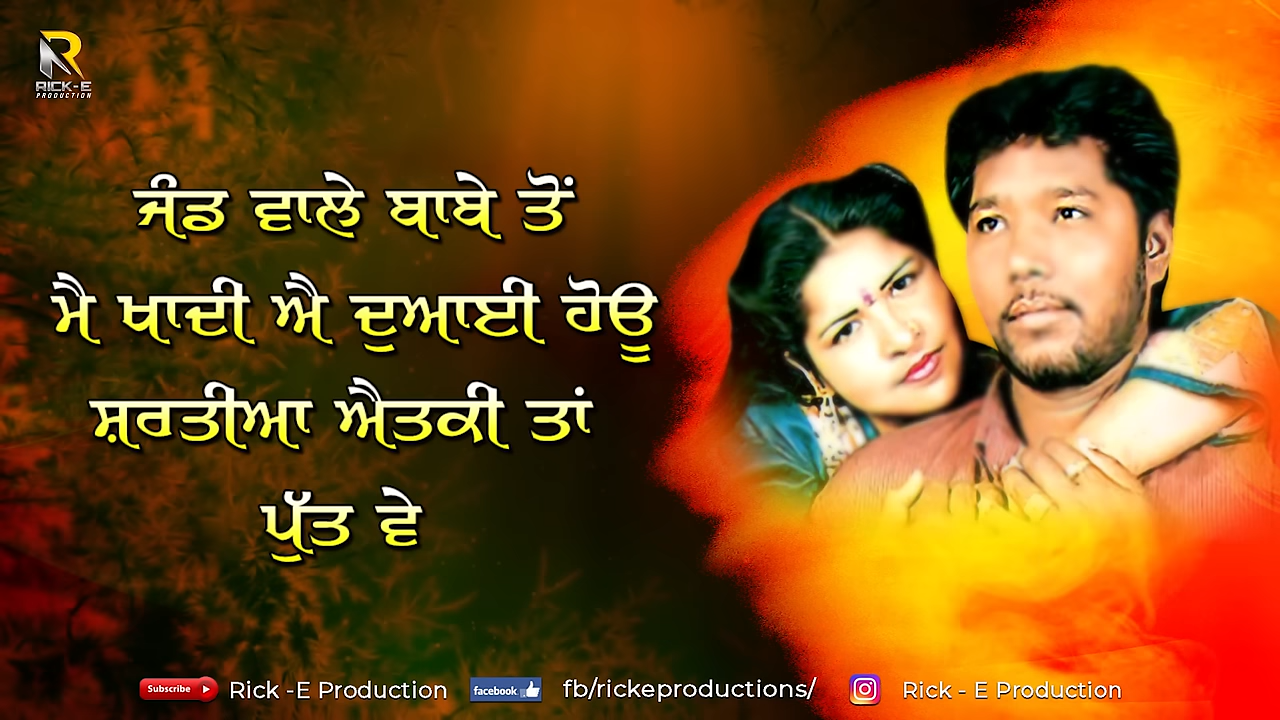 RICK-E
PRODUCTION
ਜੰਡ ਵਾਲੇ ਬਾਬੇ ਤੋਂ
ਮੈ ਖਾਦੀ ਐ ਦੁਆਈ ਹੋਊ
ਸ਼ਰਤੀਆ ਐਤਕੀ ਤਾਂ
ਪੁੱਤ ਵੇ
Subscribe Rick -E Production facebook fb/rickeproductions/ Rick - E Production